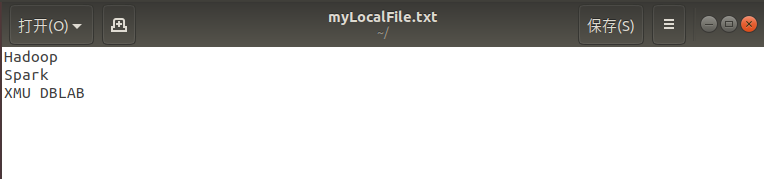 打开(O)
myLocalFile.txt
~/
保存(S)
Hadoop
Spark
XMU DBLAB